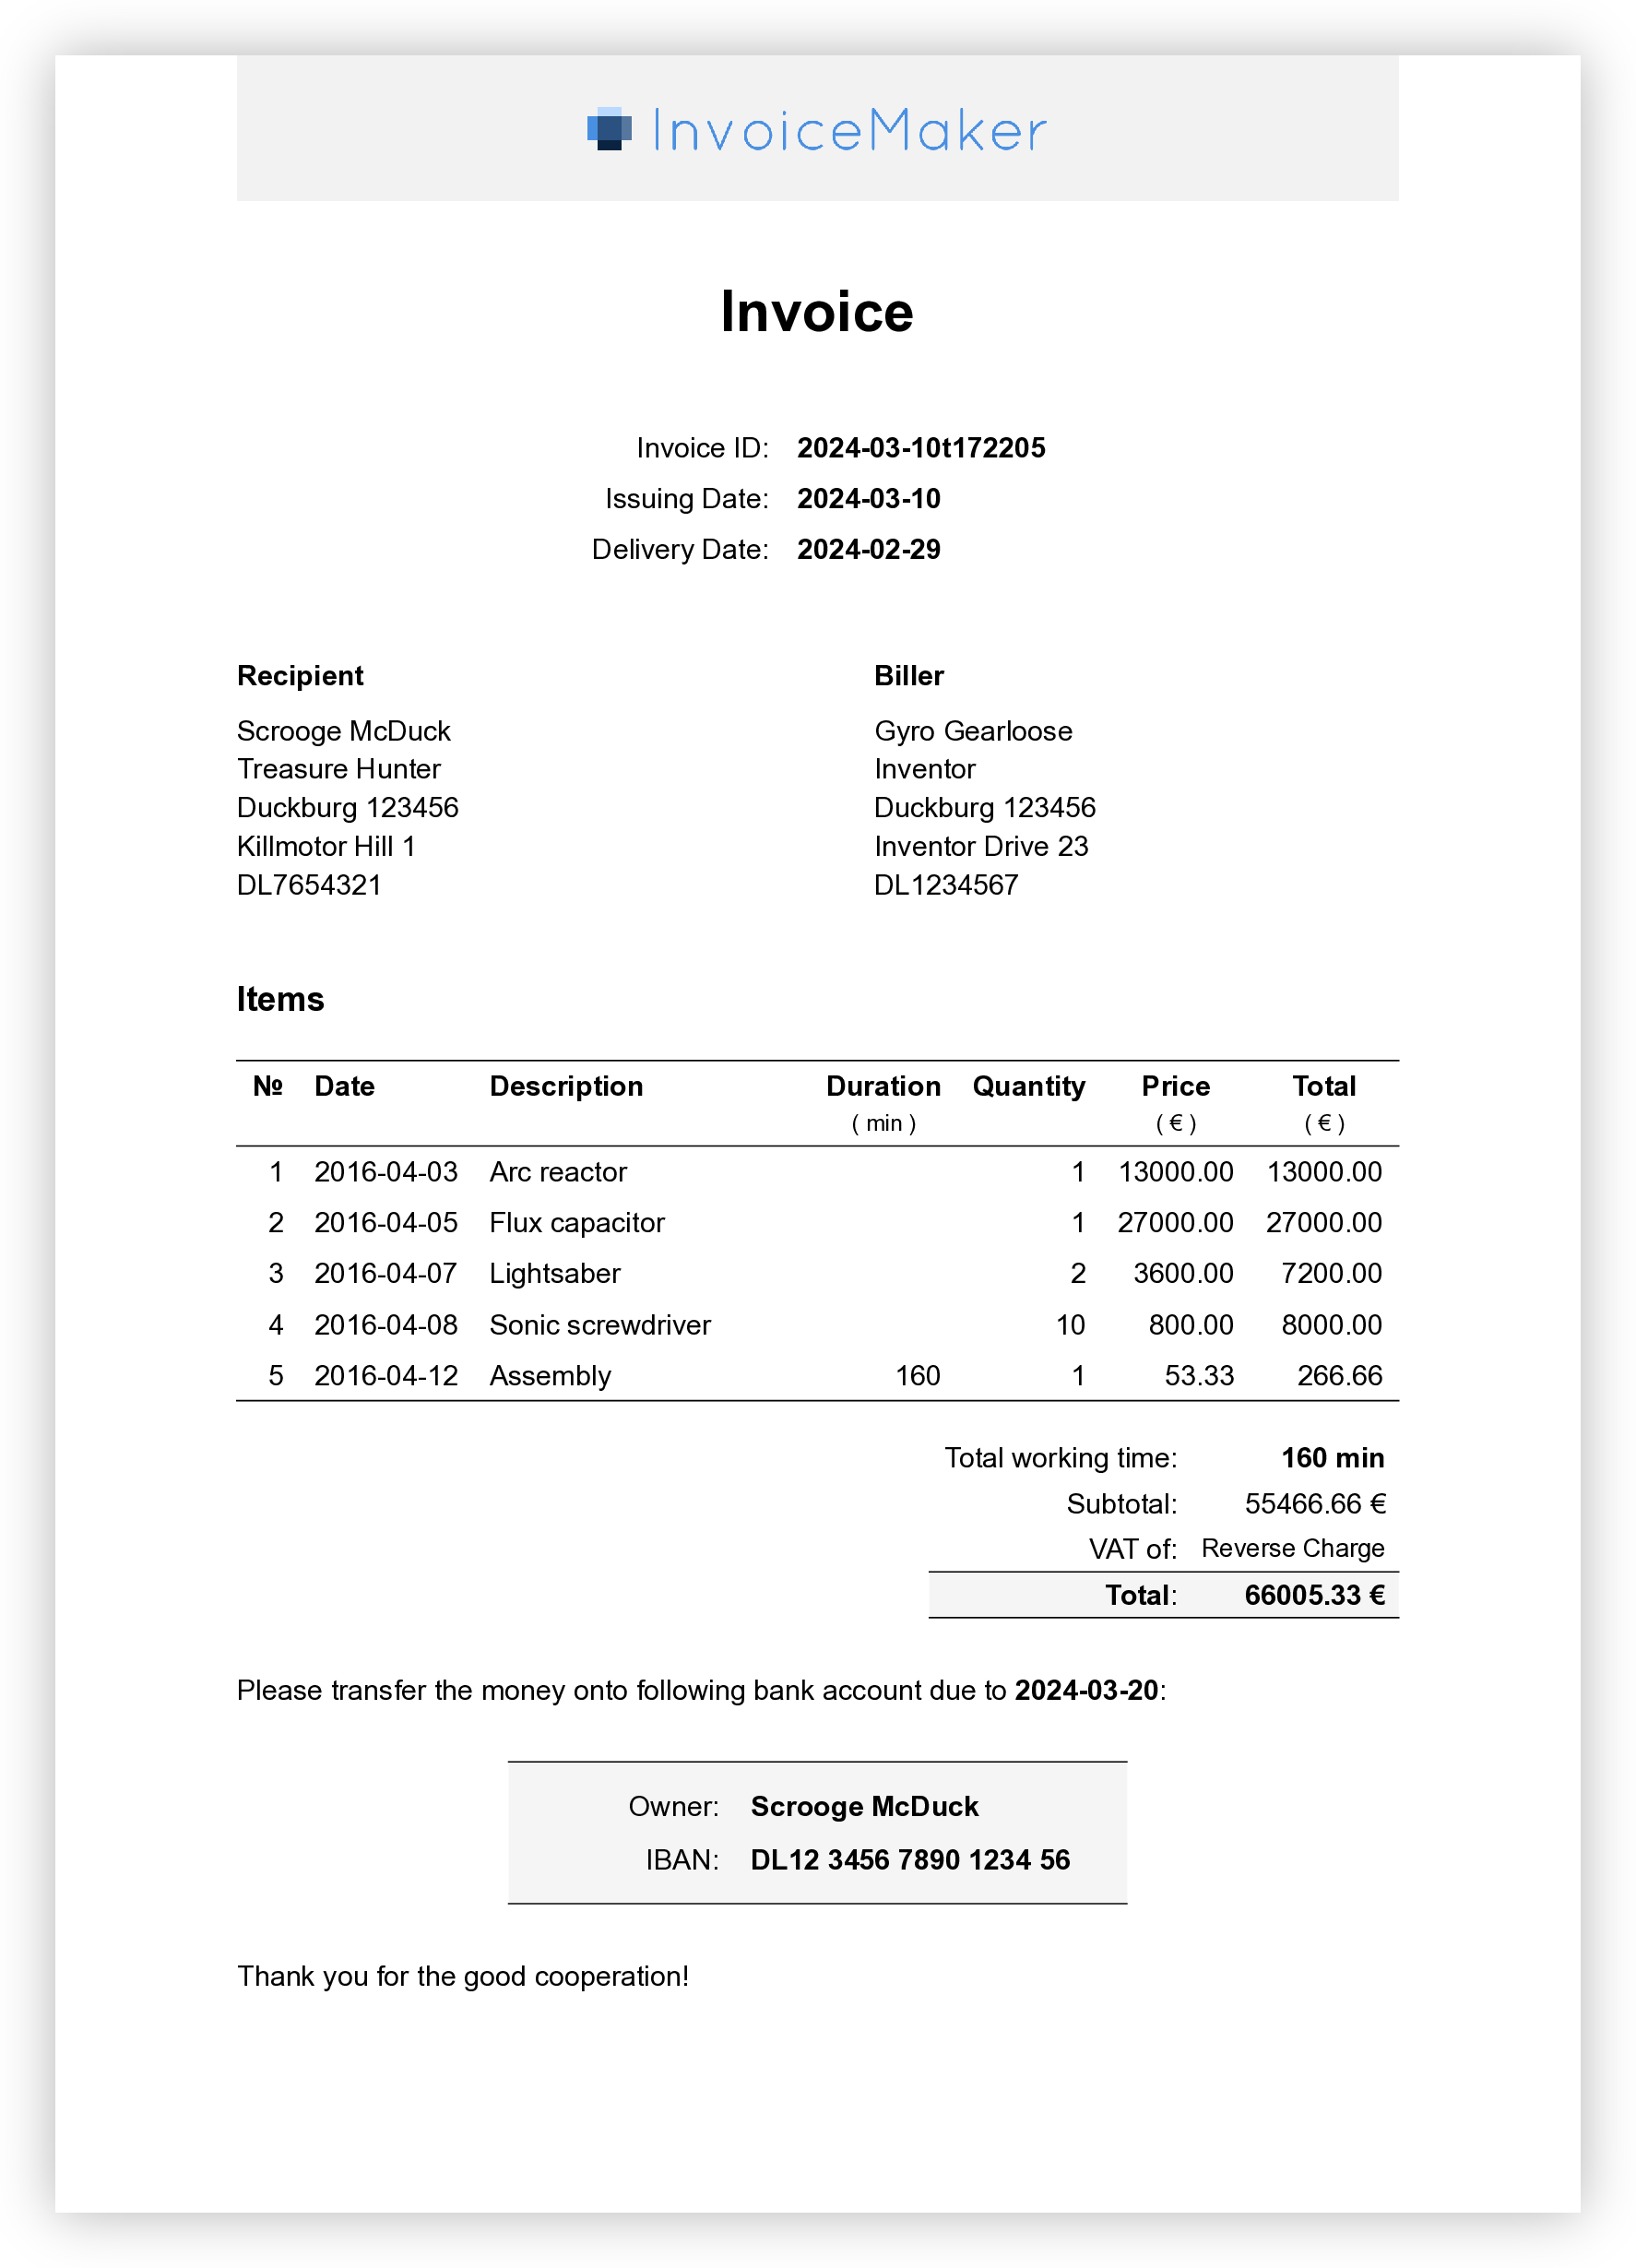 InvoiceMaker
Invoice
Invoice ID: 2024-03-10t172205
Issuing Date: 2024-03-10
Delivery Date: 2024-02-29
Recipient
Scrooge McDuck
Treasure Hunter
Duckburg 123456
Killmotor Hill 1
DL7654321
Biller
Gyro Gearloose
Inventor
Duckburg 123456
Inventor Drive 23
DL1234567
Items
№ Date Description Duration Quantity Price Total
( min ) ( € ) ( € )
1 2016-04-03 Arc reactor 1 13000.00 13000.00
2 2016-04-05 Flux capacitor 1 27000.00 27000.00
3 2016-04-07 Lightsaber 2 3600.00 7200.00
4 2016-04-08 Sonic screwdriver 10 800.00 8000.00
5 2016-04-12 Assembly 160 1 53.33 266.66
Total working time: 160 min
Subtotal: 55466.66 €
VAT of: Reverse Charge
Total: 66005.33 €
Please transfer the money onto following bank account due to 2024-03-20:
Owner: Scrooge McDuck
IBAN: DL12 3456 7890 1234 56
Thank you for the good cooperation!